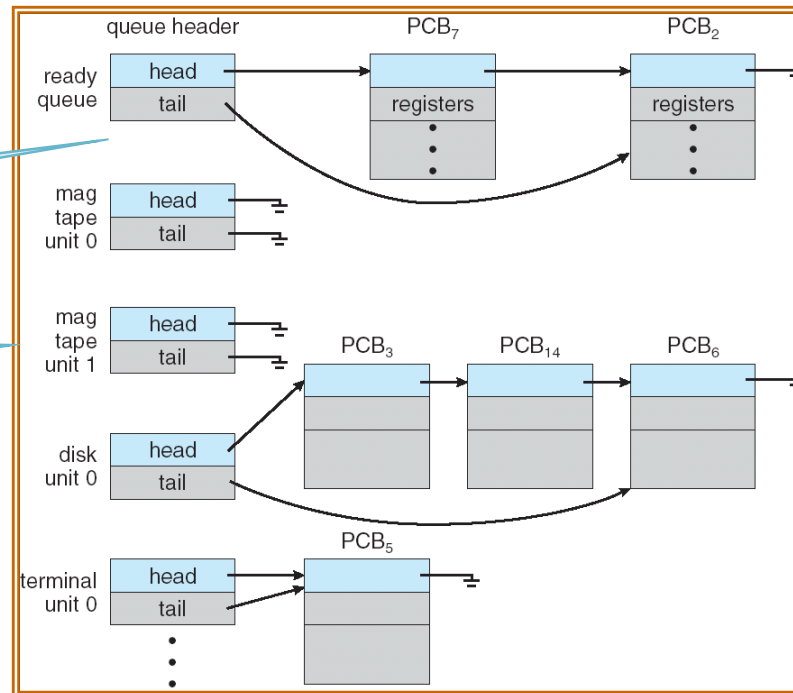 queue header PCB₇ PCB₂
ready
queue
head
tail
registers
registers
mag
tape
unit 0
head
tail
mag
tape
unit 1
head
tail
PCB₃ PCB₁₄ PCB₆
disk
unit 0
head
tail
PCB₅
terminal
unit 0
head
tail